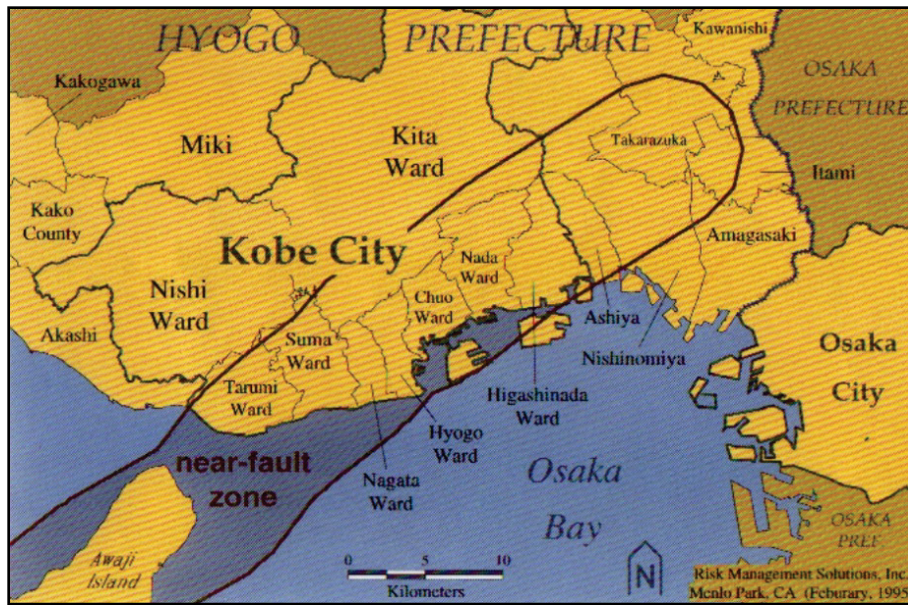 HYOGO PREFECTURE
Kawanishi
OSAKA
PREFECTURE
Kakogawa
Miki
Kita
Ward
Takarazuka
Itami
Kako
County
Kobe City
Amagasaki
Nada
Ward
Nishi
Ward
Chuo
Ward
Akashi
Suma
Ward
Ashiya
Nishinomiya
Osaka
City
Tarumi
Ward
Higashinada
Ward
Hyogo
Ward
near-fault
zone
Nagata
Ward
Osaka
Bay
OSAKA
PREF.
Awaji
Island
0 5 10
Kilometers
N
Risk Management Solutions, Inc.
Menlo Park, CA (Feburary, 1995